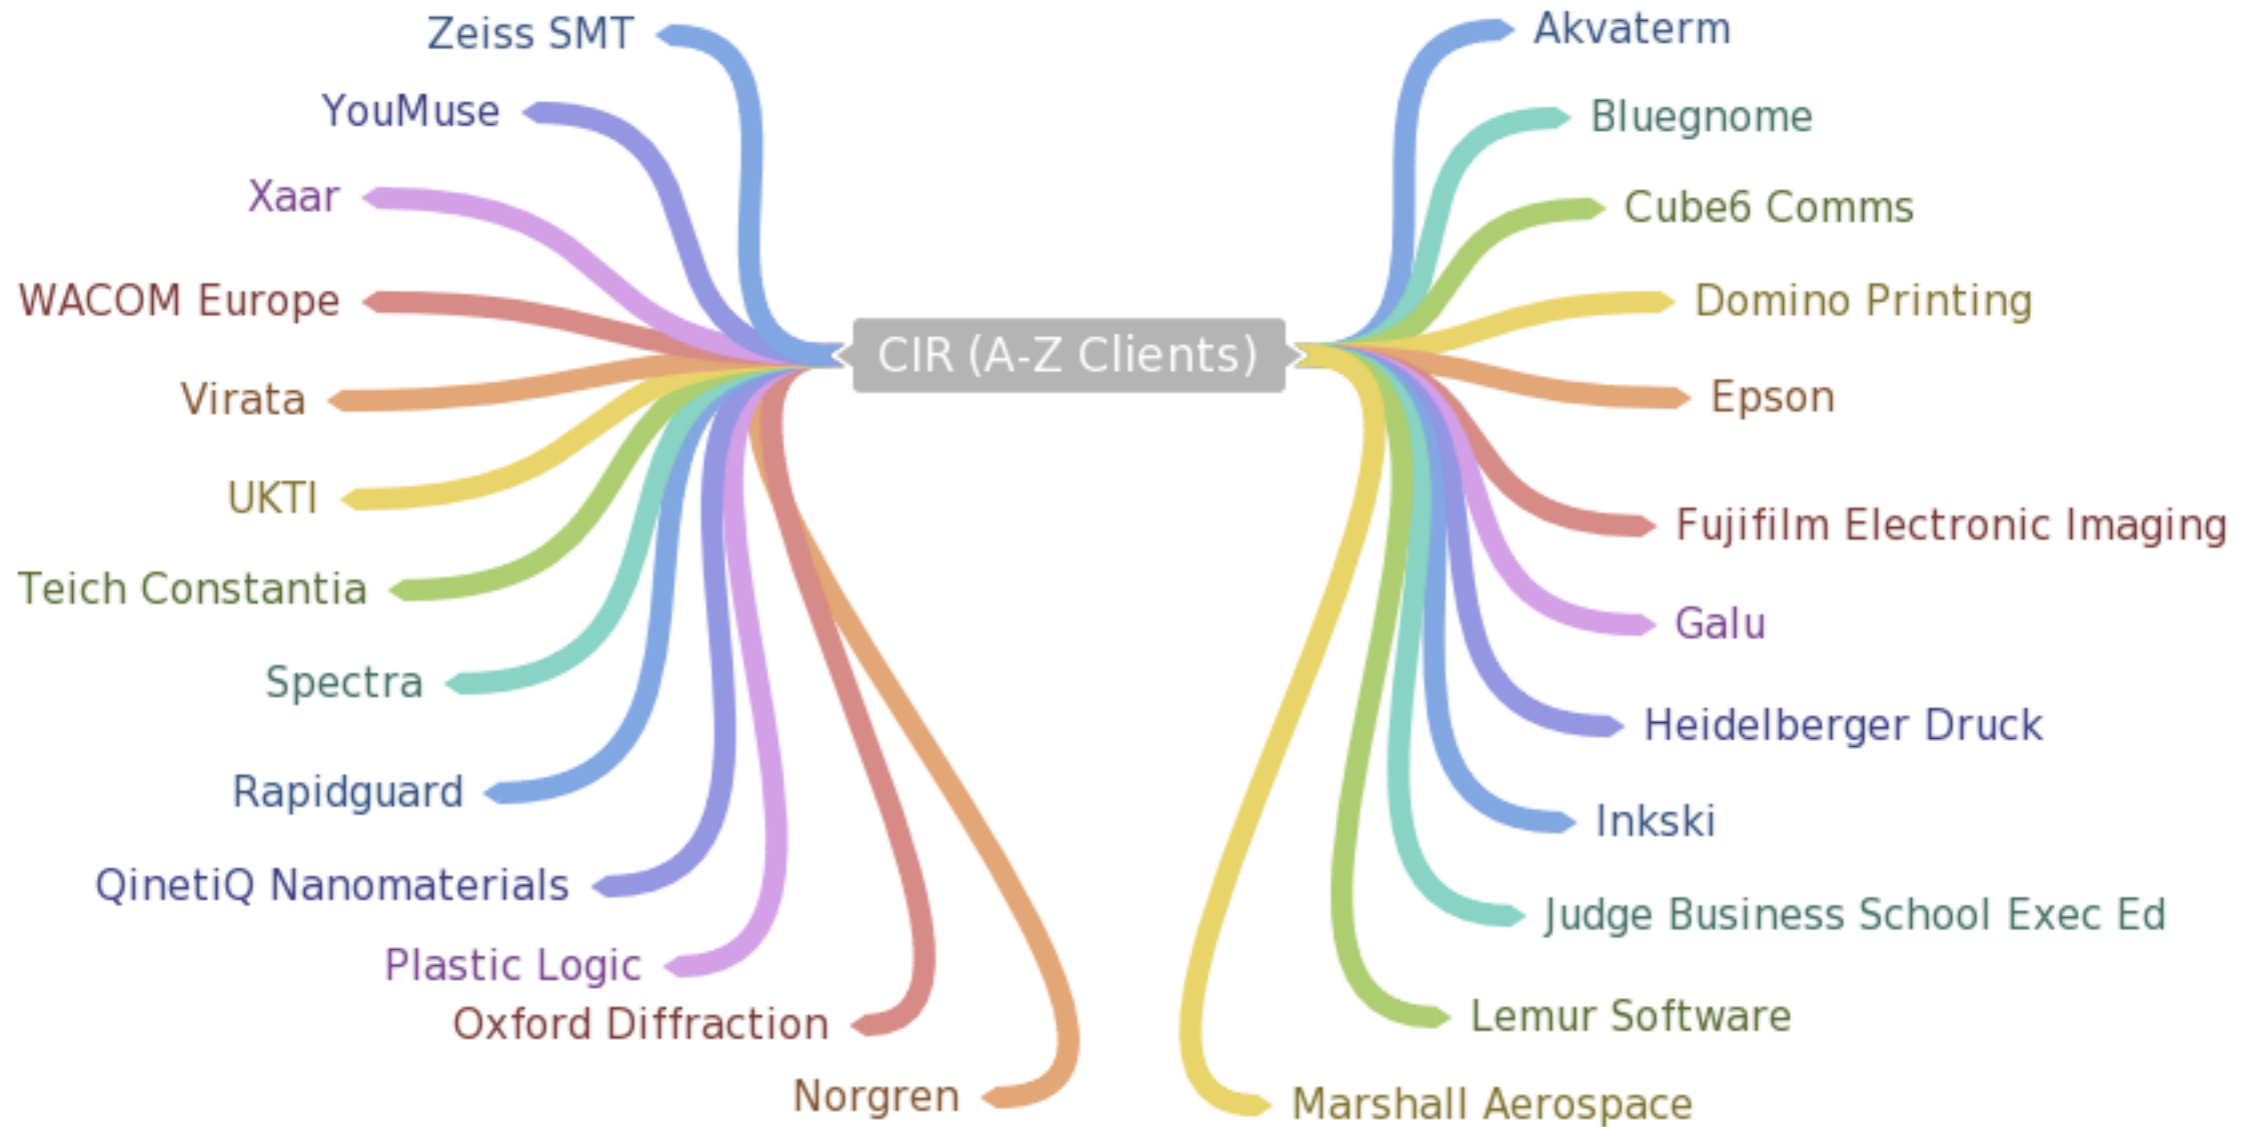 CIR (A-Z Clients)
Akvaterm
Bluegnome
Cube6 Comms
Domino Printing
Epson
Fujifilm Electronic Imaging
Galu
Heidelberger Druck
Inkski
Judge Business School Exec Ed
Lemur Software
Marshall Aerospace
Norgren
Oxford Diffraction
Plastic Logic
QinetiQ Nanomaterials
Rapidguard
Spectra
Teich Constantia
UKTI
Virata
WACOM Europe
Xaar
YouMuse
Zeiss SMT